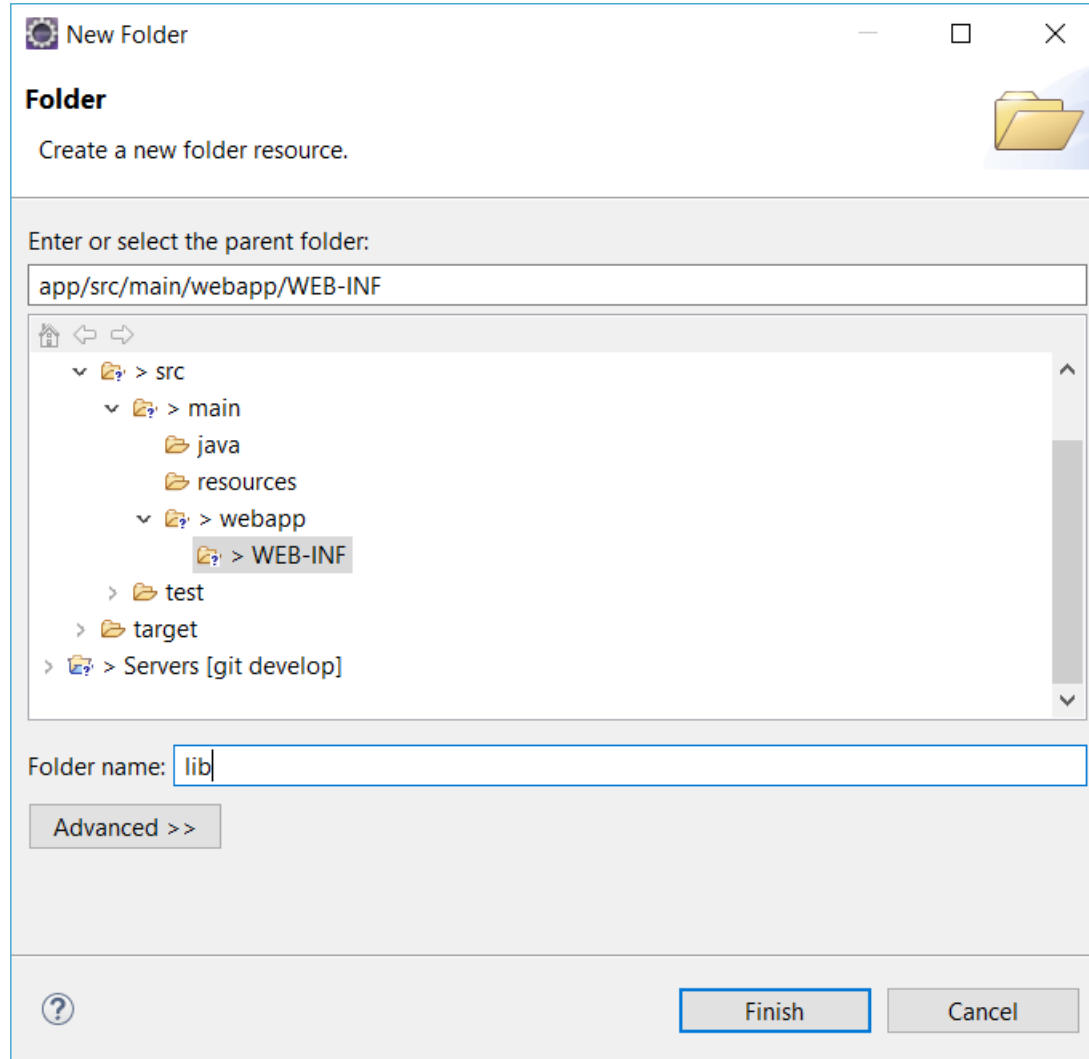 New Folder
Folder
Create a new folder resource.
Enter or select the parent folder:
app/src/main/webapp/WEB-INF
> src
> main
java
resources
> webapp
> WEB-INF
test
target
> Servers [git develop]
Folder name: lib
Advanced >>
Finish Cancel